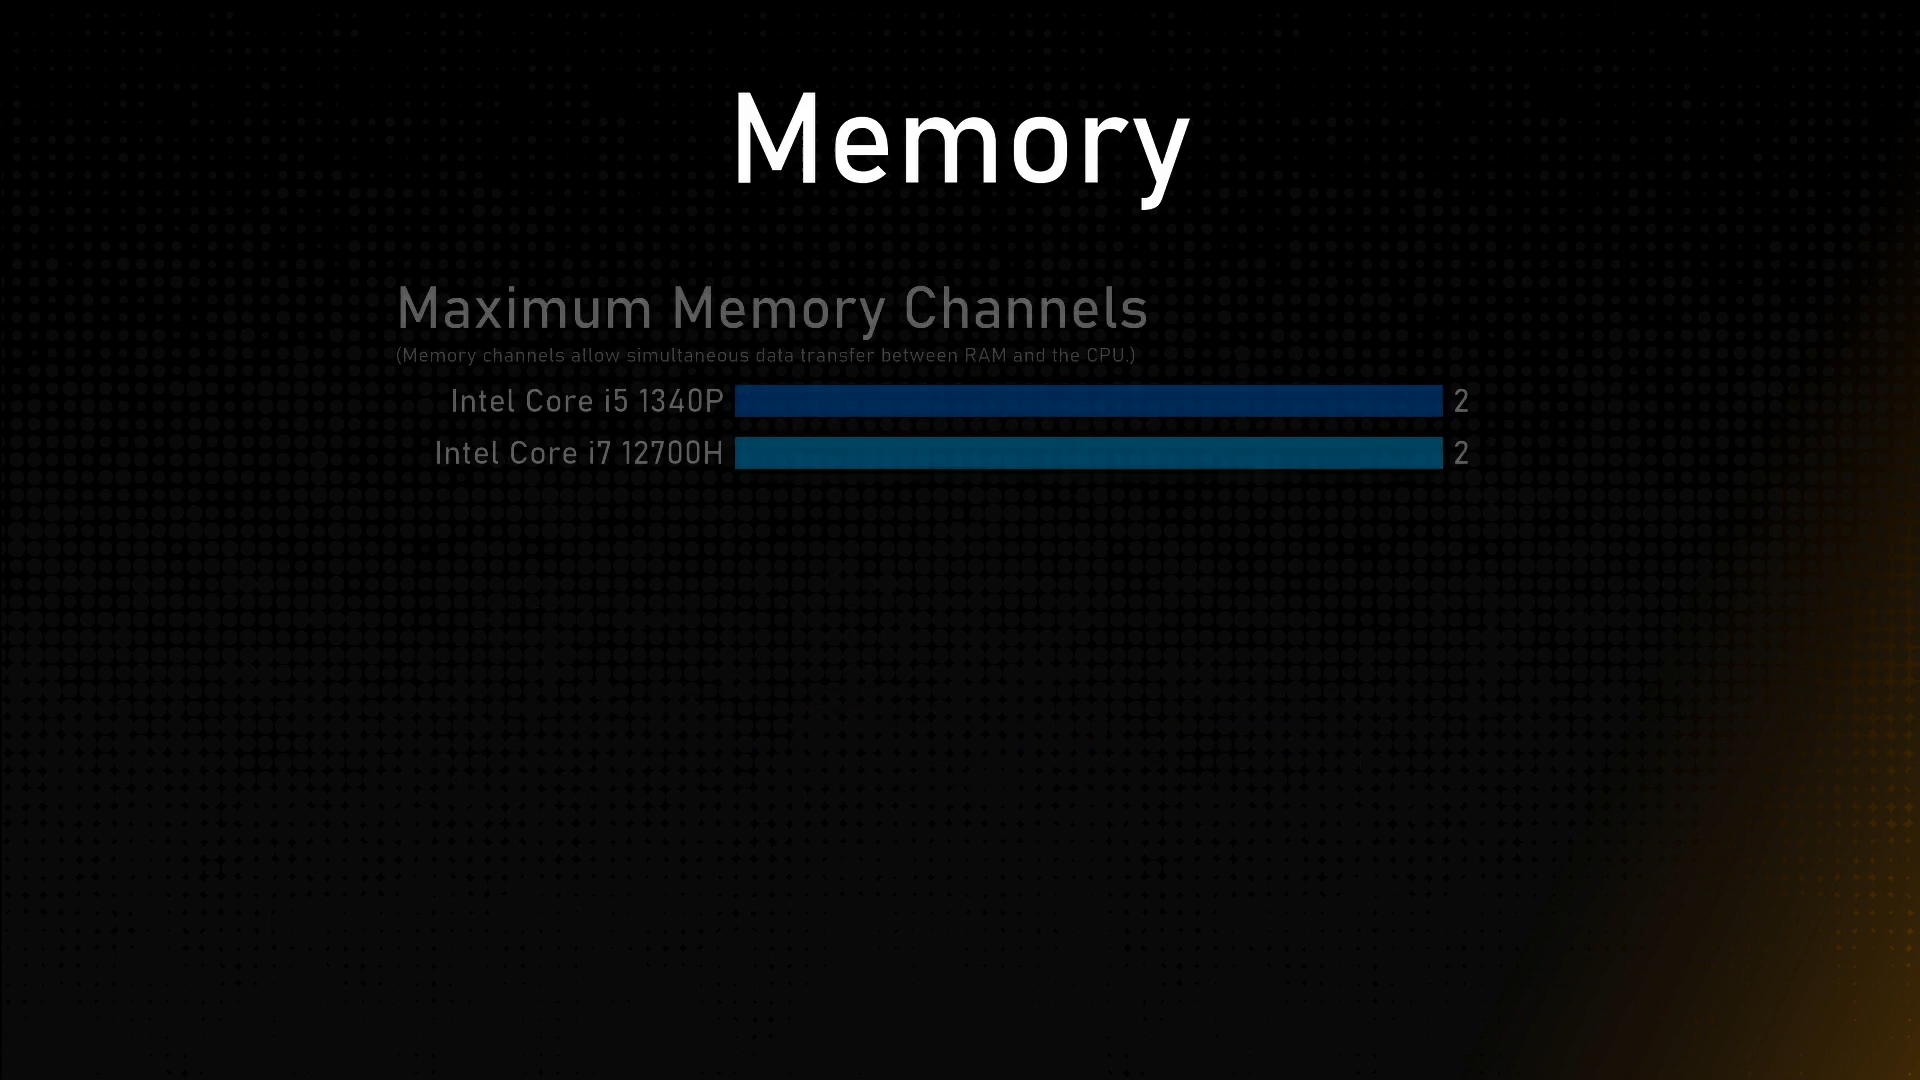 Memory
Maximum Memory Channels
(Memory channels allow simultaneous data transfer between RAM and the CPU.)
Intel Core i5 1340P 2
Intel Core i7 12700H 2